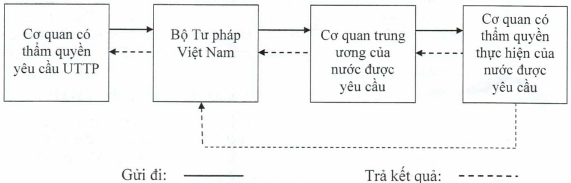 Cơ quan có
thẩm quyền
yêu cầu UTTP
Bộ Tư pháp
Việt Nam
Cơ quan trung
ương của
nước được
yêu cầu
Cơ quan có
thẩm quyền
thực hiện của
nước được
yêu cầu
Gửi đi:
Trả kết quả: